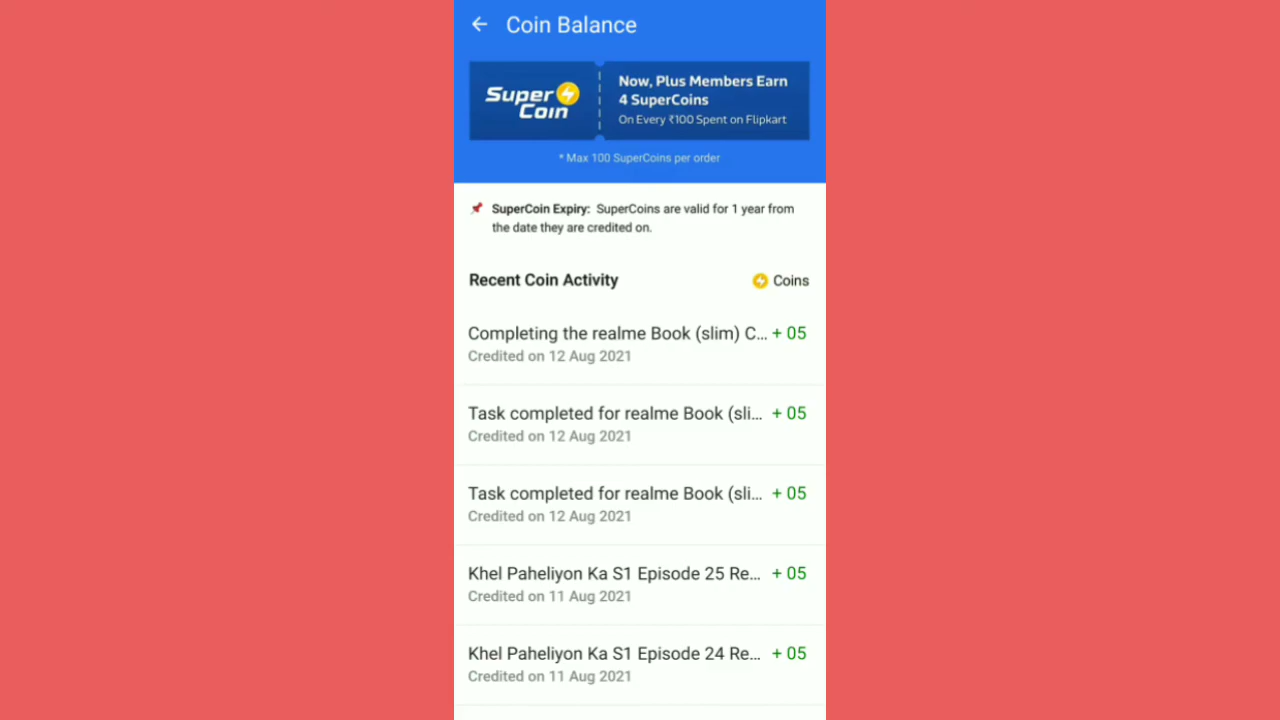 Coin Balance
Super
Coin
Now, Plus Members Earn
4 SuperCoins
On Every ₹100 Spent on Flipkart
* Max 100 SuperCoins per order
SuperCoin Expiry: SuperCoins are valid for 1 year from
the date they are credited on.
Recent Coin Activity Coins
Completing the realme Book (slim) C... + 05
Credited on 12 Aug 2021
Task completed for realme Book (sli... + 05
Credited on 12 Aug 2021
Task completed for realme Book (sli... + 05
Credited on 12 Aug 2021
Khel Paheliyon Ka S1 Episode 25 Re... + 05
Credited on 11 Aug 2021
Khel Paheliyon Ka S1 Episode 24 Re... + 05
Credited on 11 Aug 2021